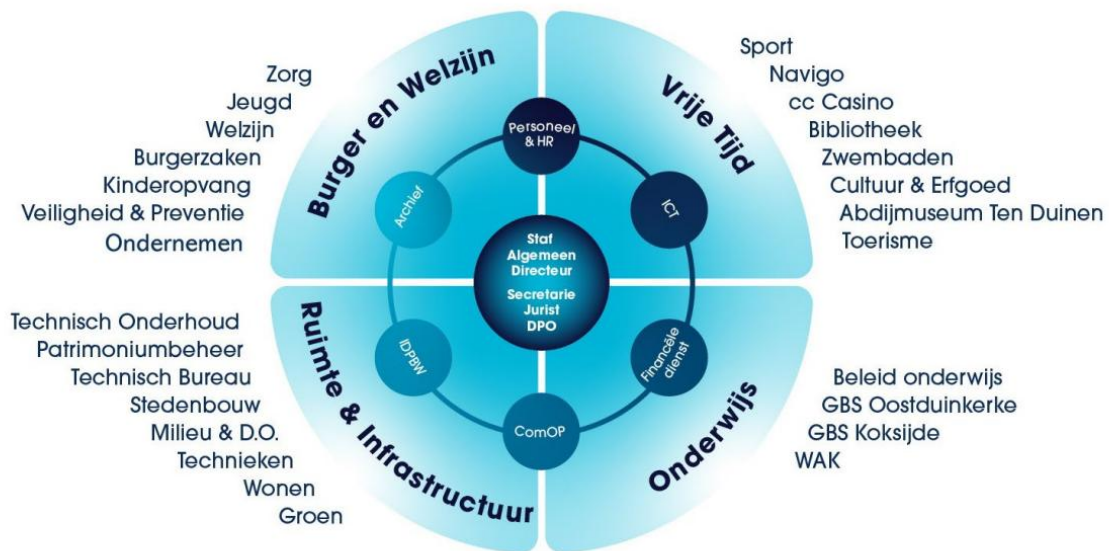 Burger en Welzijn
Zorg
Jeugd
Welzijn
Burgerzaken
Kinderopvang
Veiligheid & Preventie
Ondernemen
Vrije Tijd
Sport
Navigo
cc Casino
Bibliotheek
Zwembaden
Cultuur & Erfgoed
Abdijmuseum Ten Duinen
Toerisme
Personeel
& HR
Archief
ICT
Staf
Algemeen
Directeur
Secretarie
Jurist
DPO
IDPBW
Financiële
dienst
ComOP
Ruimte & Infrastructuur
Technisch Onderhoud
Patrimoniumbeheer
Technisch Bureau
Stedenbouw
Milieu & D.O.
Technieken
Wonen
Groen
Onderwijs
Beleid onderwijs
GBS Oostduinkerke
GBS Koksijde
WAK